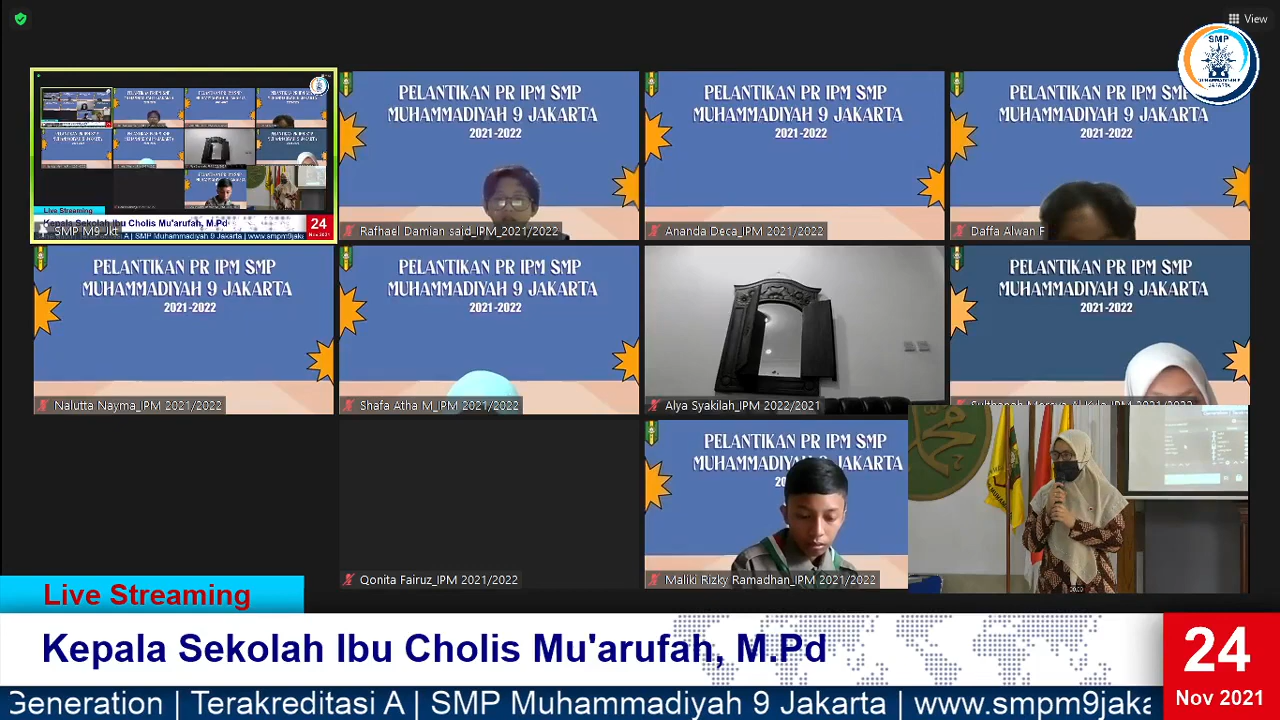 View
SMP
JAKARTA
SMP M9 Jkt
PELANTIKAN PR IPM SMP
MUHAMMADIYAH 9 JAKARTA
2021-2022
Rafhael Damian said_IPM_2021/2022
PELANTIKAN PR IPM SMP
MUHAMMADIYAH 9 JAKARTA
2021-2022
Ananda Deca_IPM 2021/2022
PELANTIKAN PR IPM SMP
MUHAMMADIYAH 9 JAKARTA
2021-2022
Daffa Alwan F
PELANTIKAN PR IPM SMP
MUHAMMADIYAH 9 JAKARTA
2021-2022
Nalutta Nayma_IPM 2021/2022
PELANTIKAN PR IPM SMP
MUHAMMADIYAH 9 JAKARTA
2021-2022
Shafa Atha M_IPM 2021/2022
Alya Syakilah_IPM 2022/2021
PELANTIKAN PR IPM SMP
MUHAMMADIYAH 9 JAKARTA
2021-2022
Qonita Fairuz_IPM 2021/2022
PELANTIKAN PR IPM SMP
MUHAMMADIYAH 9 JAKARTA
Maliki Rizky Ramadhan_IPM 2021/2022
Live Streaming
Kepala Sekolah Ibu Cholis Mu'arufah, M.Pd
24
Nov 2021
Generation | Terakreditasi A | SMP Muhammadiyah 9 Jakarta | www.smpm9jaka